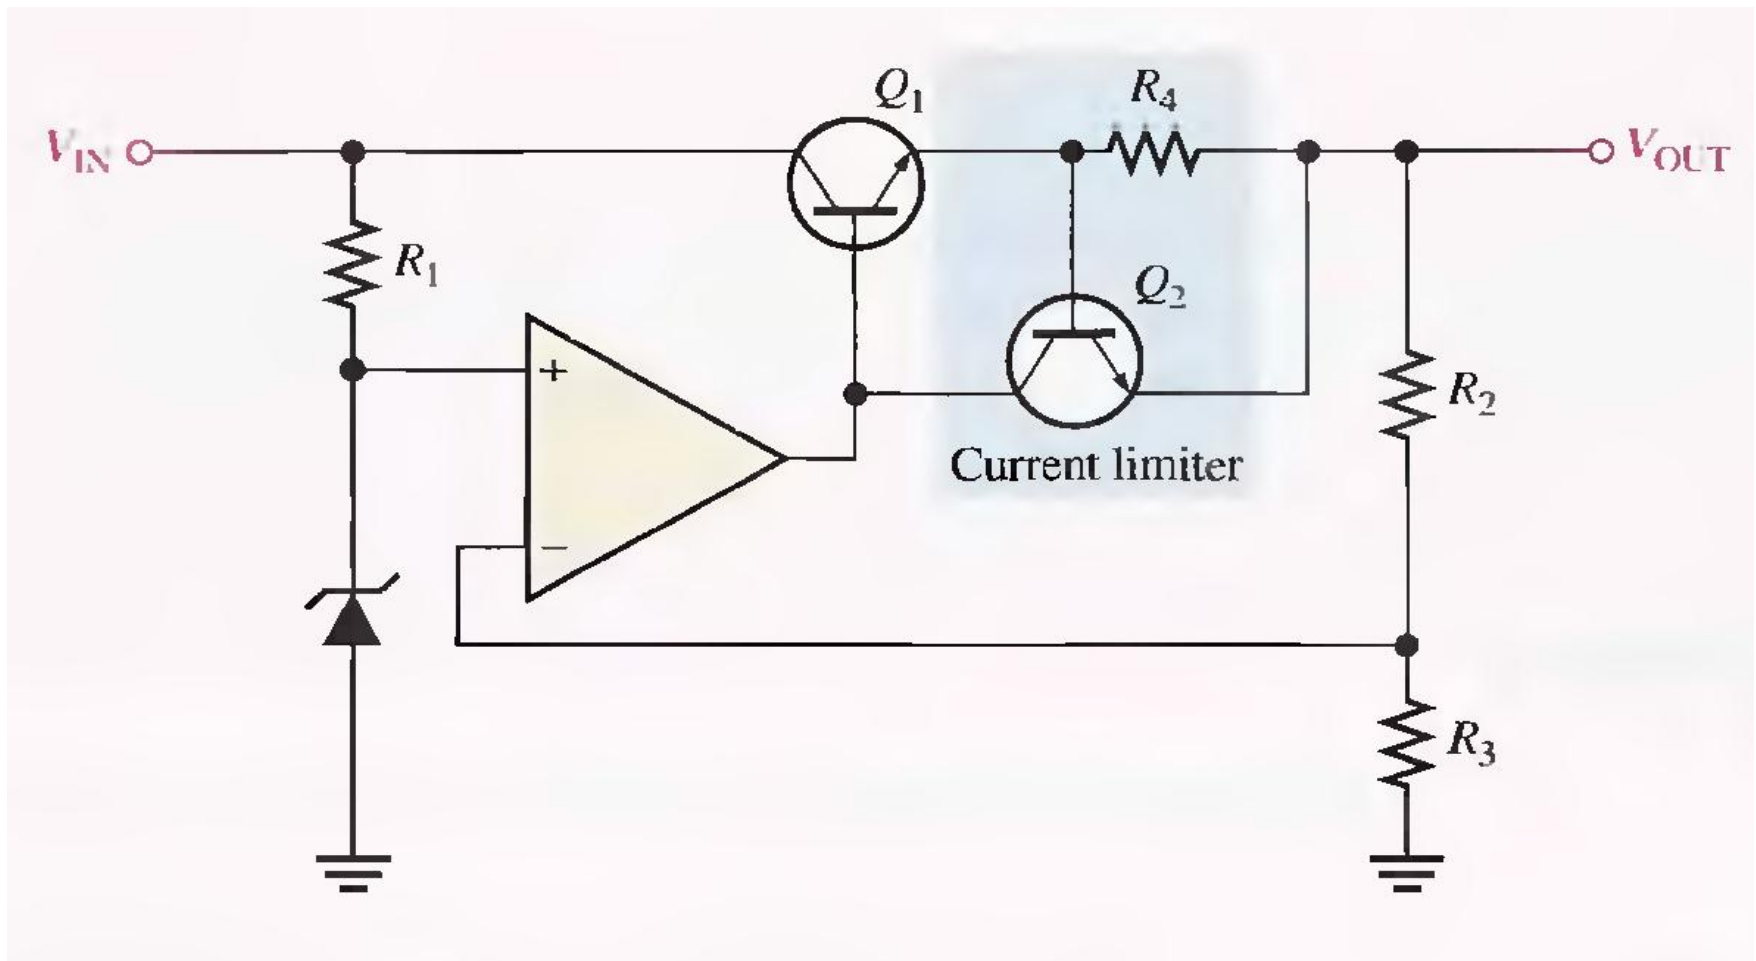 Q1
R4
VIN
VOUT
R1
Q2
+
R2
Current limiter
−
R3